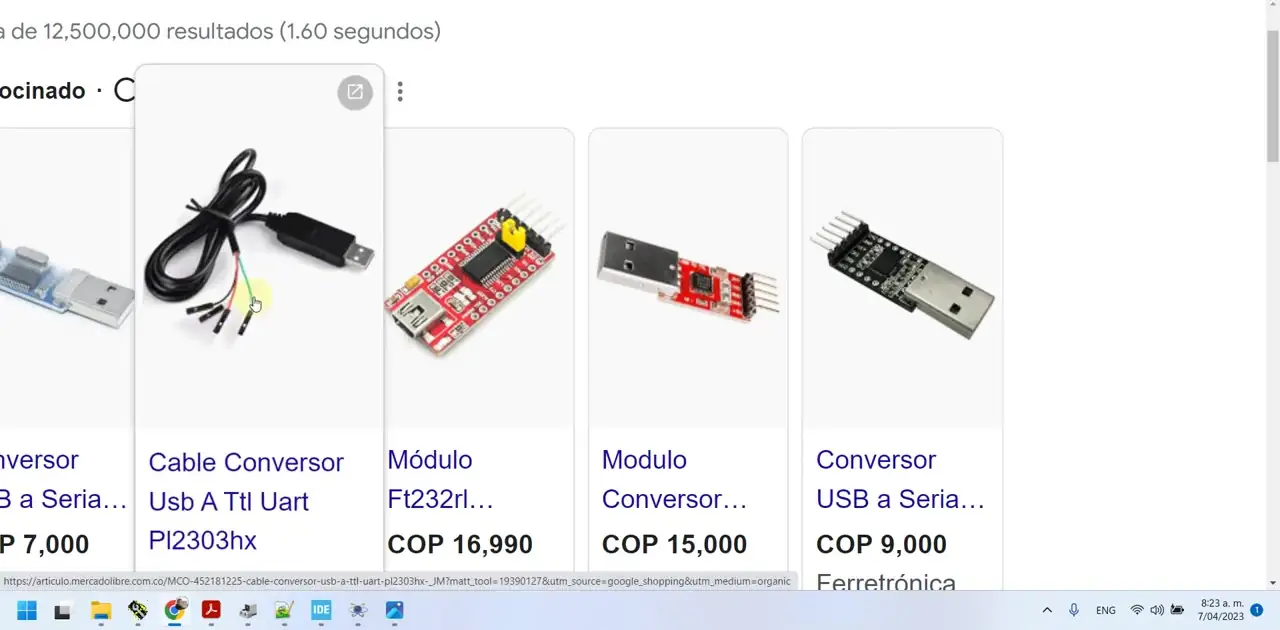 a de 12,500,000 resultados (1.60 segundos)
ocinado ·
nversor
B a Seria...
P 7,000
Cable Conversor
Usb A Ttl Uart
Pl2303hx
Módulo
Ft232rl...
COP 16,990
Modulo
Conversor...
COP 15,000
Conversor
USB a Seria...
COP 9,000
Ferretrónica
https://articulo.mercadolibre.com.co/MCO-452181225-cable-conversor-usb-a-ttl-uart-pl2303hx-_JM?matt_tool=19390127&utm_source=google_shopping&utm_medium=organic
IDE
ENG
8:23 a. m.
7/04/2023
1